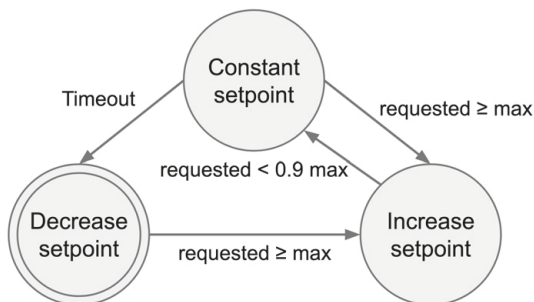 Constant
setpoint
Timeout
requested ≥ max
requested < 0.9 max
Decrease
setpoint
Increase
setpoint
requested ≥ max